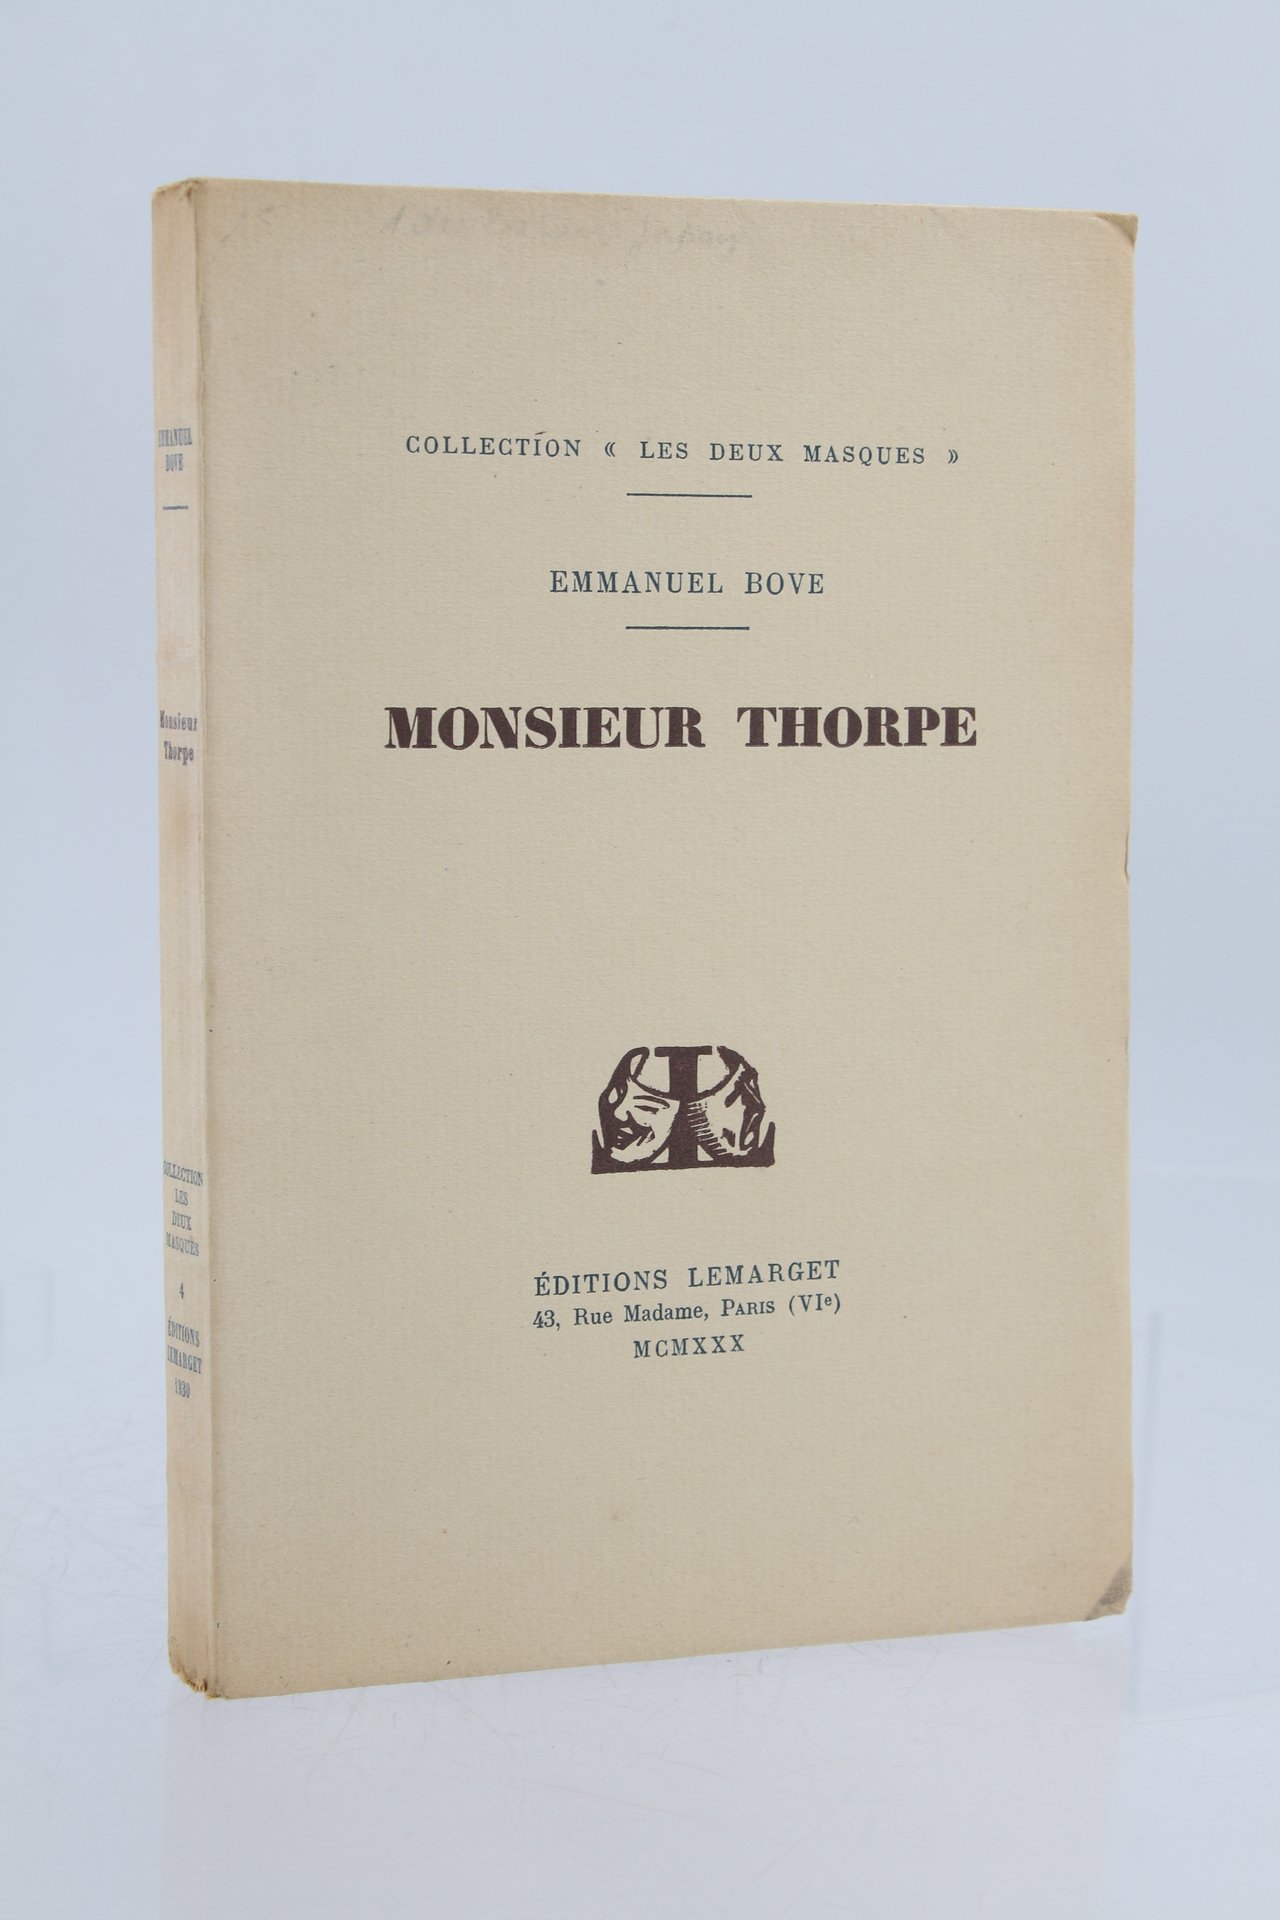 COLLECTION « LES DEUX MASQUES »
EMMANUEL BOVE
MONSIEUR THORPE
ÉDITIONS LEMARGET
43, Rue Madame, PARIS (VIe)
MCMXXX
EMMANUEL
BOVE
Monsieur
Thorpe
COLLECTION
LES
DEUX
MASQUES
4
ÉDITIONS
LEMARGET
1930